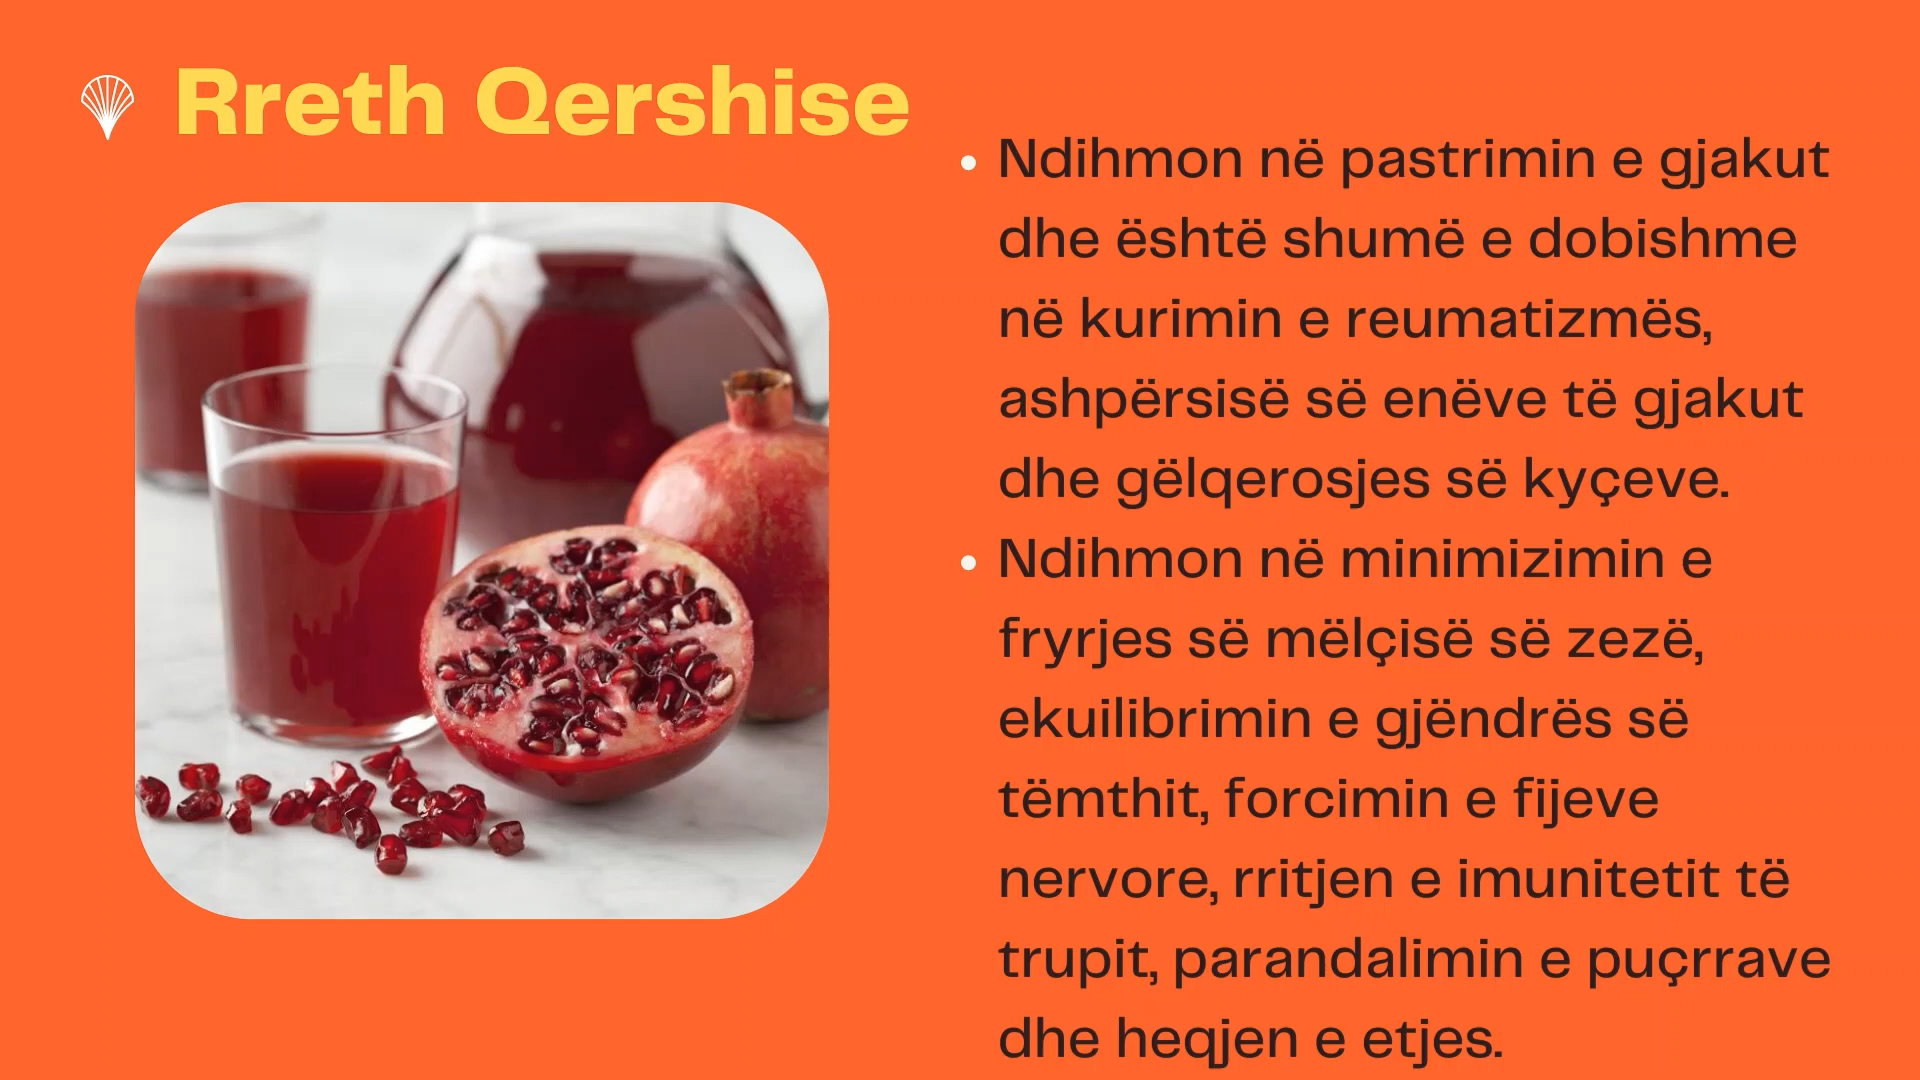 Rreth Qershise
Ndihmon në pastrimin e gjakut
dhe është shumë e dobishme
në kurimin e reumatizmës,
ashpërsisë së enëve të gjakut
dhe gëlqerosjes së kyçeve.
Ndihmon në minimizimin e
fryrjes së mëlçisë së zezë,
ekuilibrimin e gjëndrës së
tëmthit, forcimin e fijeve
nervore, rritjen e imunitetit të
trupit, parandalimin e puçrrave
dhe heqjen e etjes.